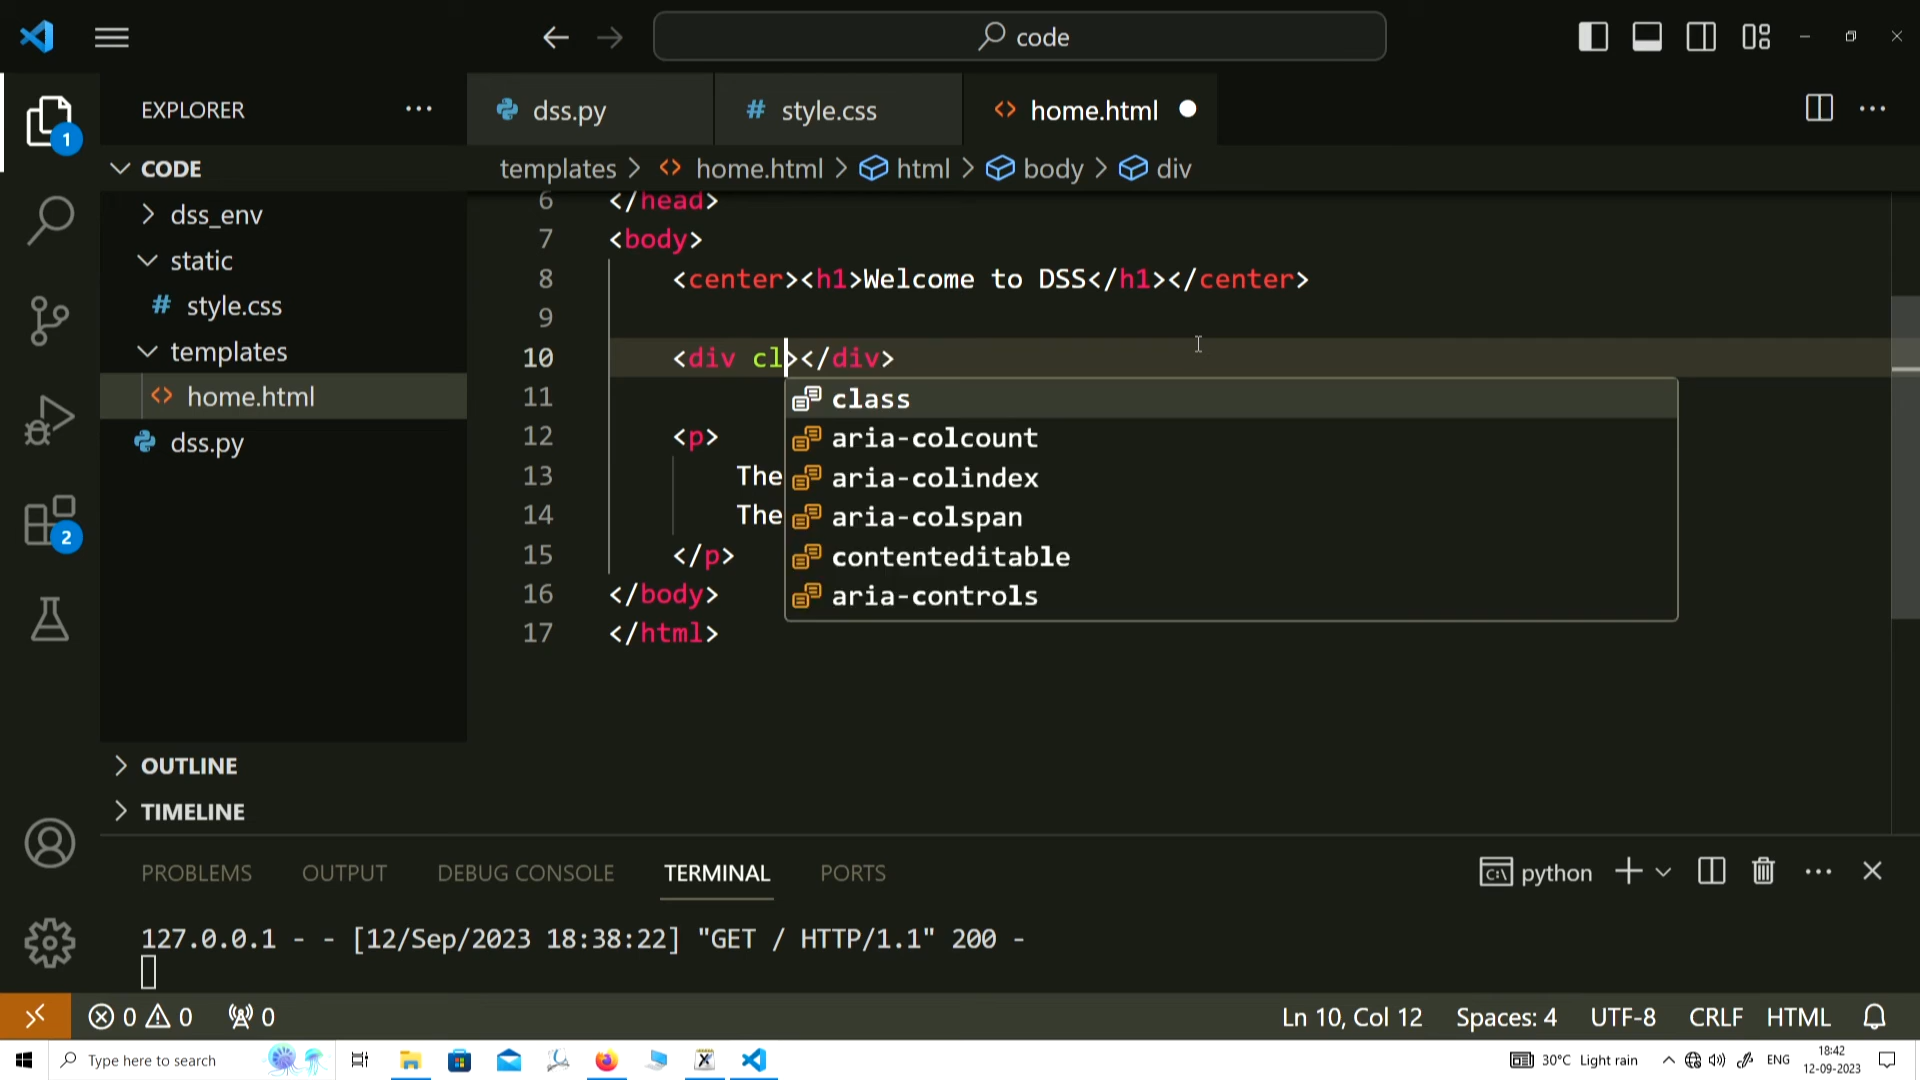 code
EXPLORER
dss.py
# style.css
<> home.html
1
CODE
templates > <> home.html > html > body > div
dss_env
static
# style.css
templates
<> home.html
dss.py
6 </head>
7 <body>
8 <center><h1>Welcome to DSS</h1></center>
9
10 <div cl></div>
11
12 <p>
13 The
14 The
15 </p>
16 </body>
17 </html>
class
aria-colcount
aria-colindex
aria-colspan
contenteditable
aria-controls
2
OUTLINE
TIMELINE
PROBLEMS OUTPUT DEBUG CONSOLE TERMINAL PORTS
python
127.0.0.1 - - [12/Sep/2023 18:38:22] "GET / HTTP/1.1" 200 -
0 0 0
Ln 10, Col 12 Spaces: 4 UTF-8 CRLF HTML
Type here to search
30°C Light rain
ENG
18:42
12-09-2023